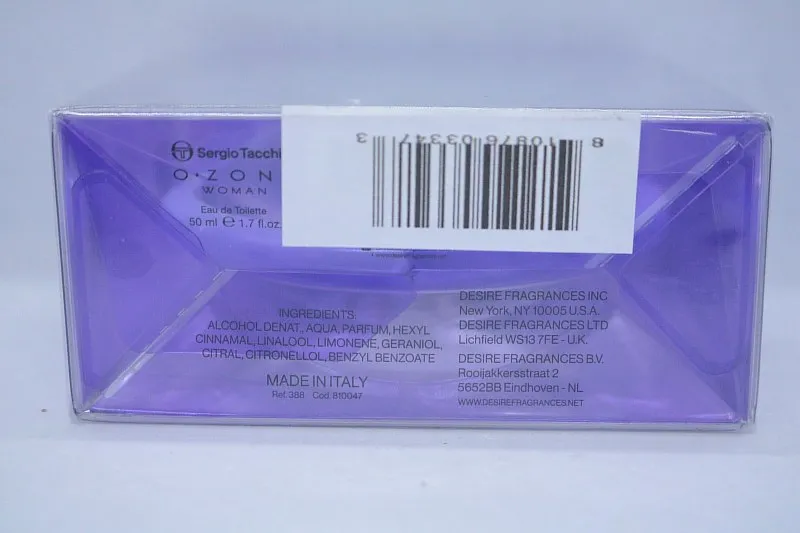 Sergio Tacchi
O·ZON
WOMAN
Eau de Toilette
50 ml ℮ 1.7 fl.oz.
8 10876 03347 3
INGREDIENTS:
ALCOHOL DENAT., AQUA, PARFUM, HEXYL
CINNAMAL, LINALOOL, LIMONENE, GERANIOL,
CITRAL, CITRONELLOL, BENZYL BENZOATE
MADE IN ITALY
Ref. 388 Cod. 810047
DESIRE FRAGRANCES INC
New York, NY 10005 U.S.A.
DESIRE FRAGRANCES LTD
Lichfield WS13 7FE - U.K.
DESIRE FRAGRANCES B.V.
Rooijakkersstraat 2
5652BB Eindhoven - NL
WWW.DESIREFRAGRANCES.NET